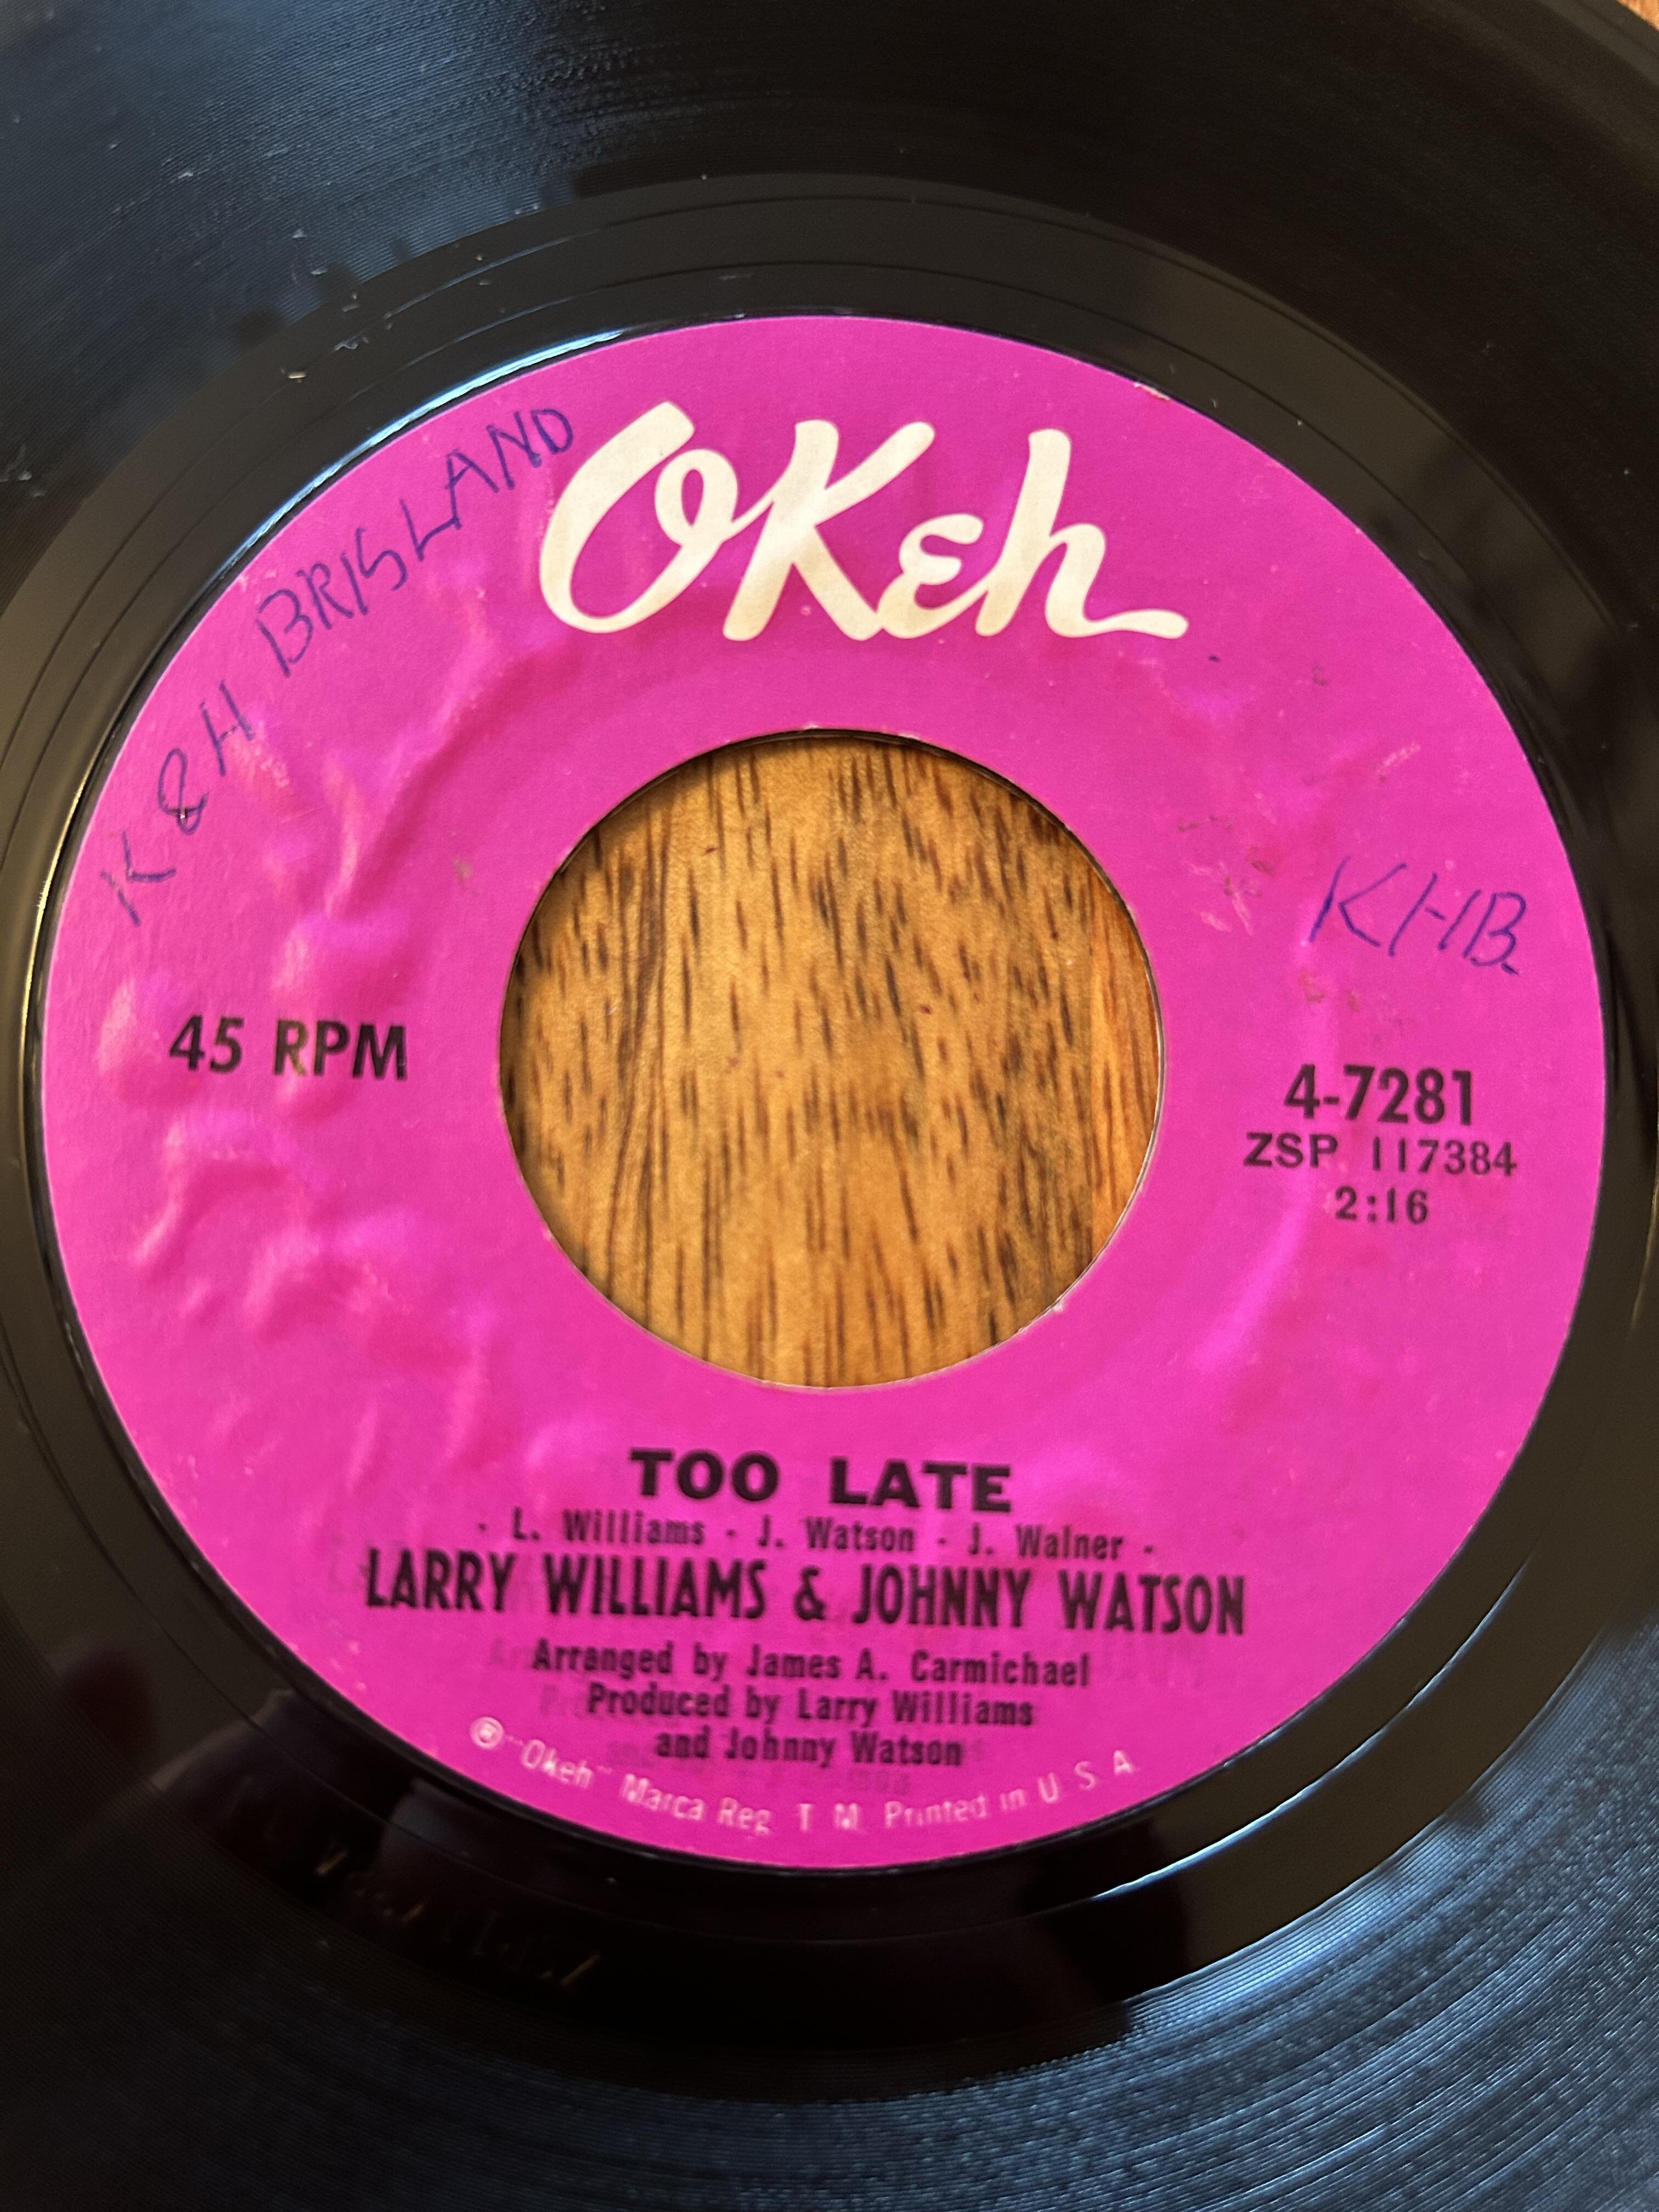 OKeh
K & H BRISLAND
KHB.
45 RPM
4-7281
ZSP 117384
2:16
TOO LATE
- L. Williams - J. Watson - J. Walner -
LARRY WILLIAMS & JOHNNY WATSON
Arranged by James A. Carmichael
Produced by Larry Williams
and Johnny Watson
® "Okeh" Marca Reg. T. M. Printed in U. S. A.